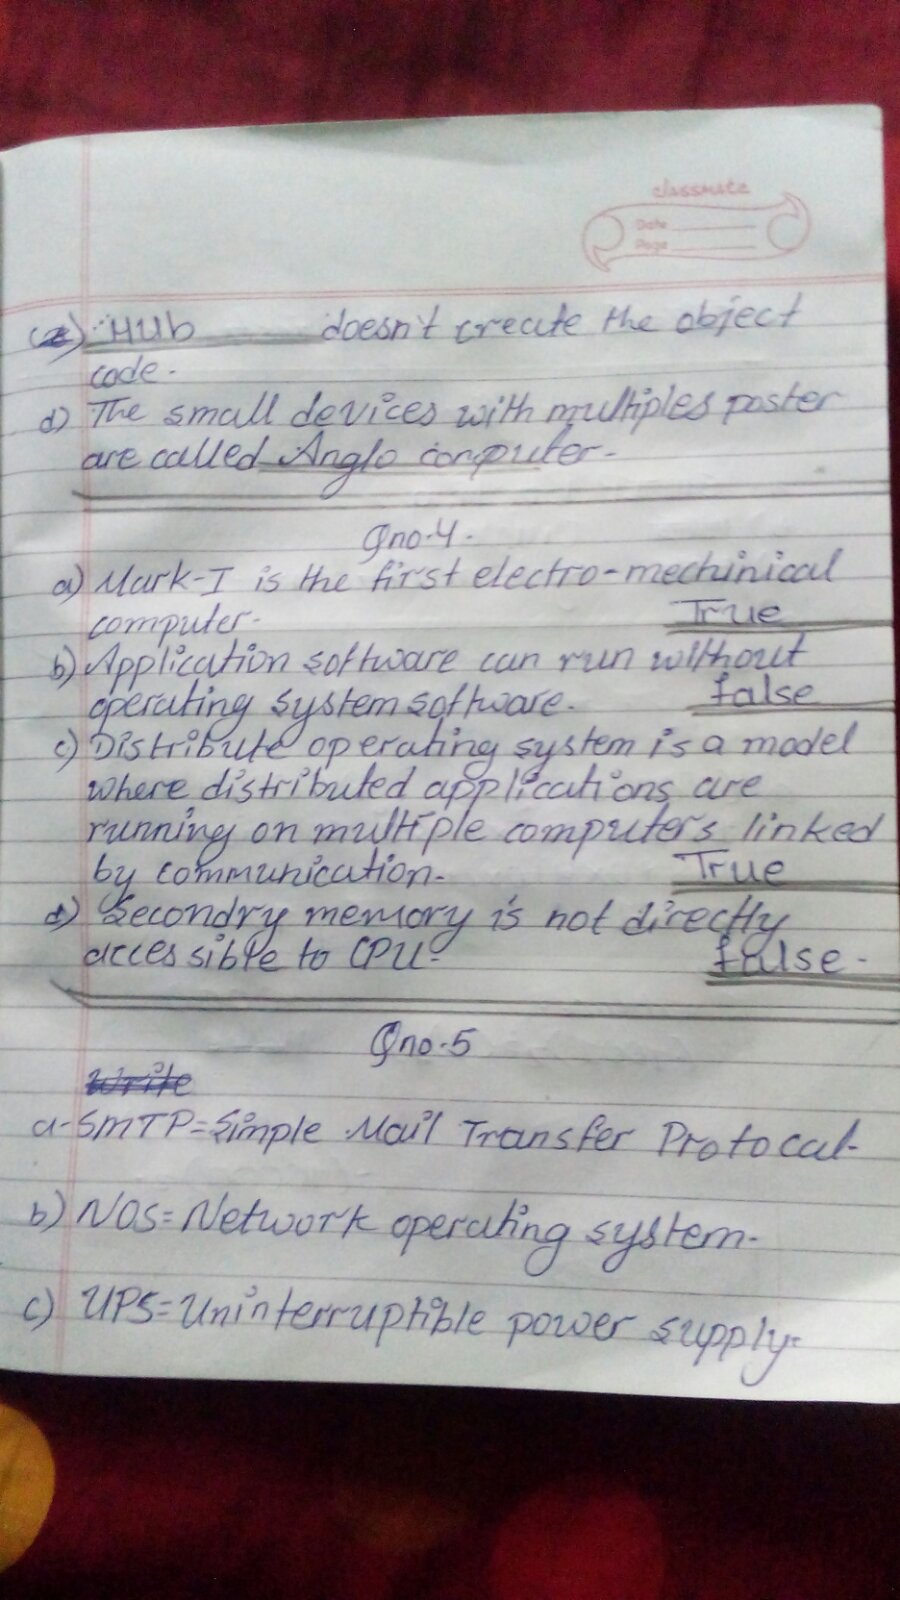 classmate
Date
Page
(c) Hub doesn't create the object
code.
d) The small devices with multiples poster
are called Anglo computer.
Qno.4.
a) Mark-I is the first electro-mechinical
computer. True
b) Application software can run without
operating system software. false
c) Distribute operating system is a model
where distributed applications are
running on multiple computers linked
by communication. True
d) Secondry memory is not directly
accessible to CPU. false.
Qno.5
Write
a- SMTP=Simple Mail Transfer Protocal.
b) NOS=Network operating system.
c) UPS=Uninterruptible power supply.